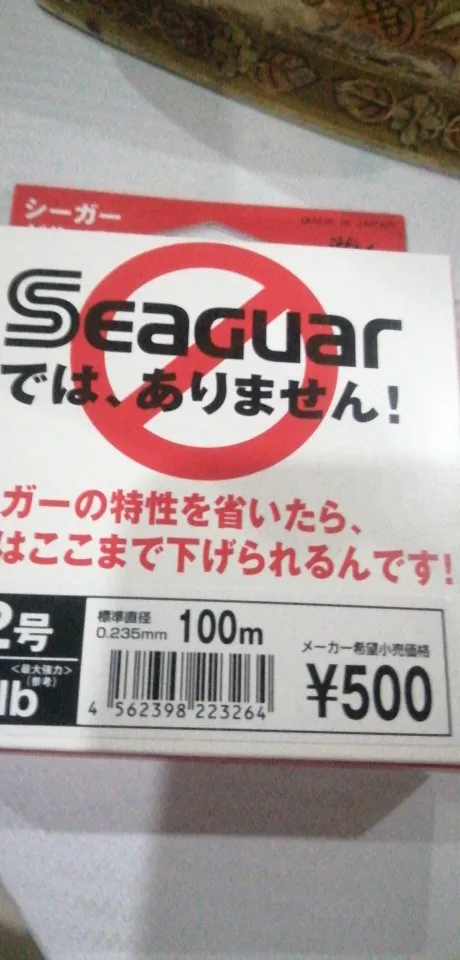 シーガー
MADE IN JAPAN
Seaguar
では、ありません!
ガーの特性を省いたら、
はここまで下げられるんです!
2号
標準直径
0.235mm
100m
<最大強力>
(参考)
lb
メーカー希望小売価格
¥500
4 562398 223264